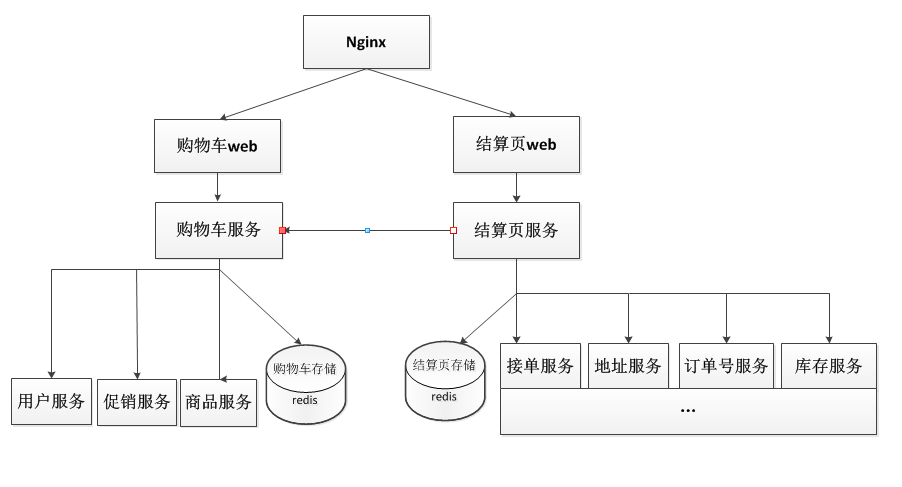 Nginx
购物车web
结算页web
购物车服务
结算页服务
购物车存储
redis
结算页存储
redis
用户服务
促销服务
商品服务
接单服务
地址服务
订单号服务
库存服务
...